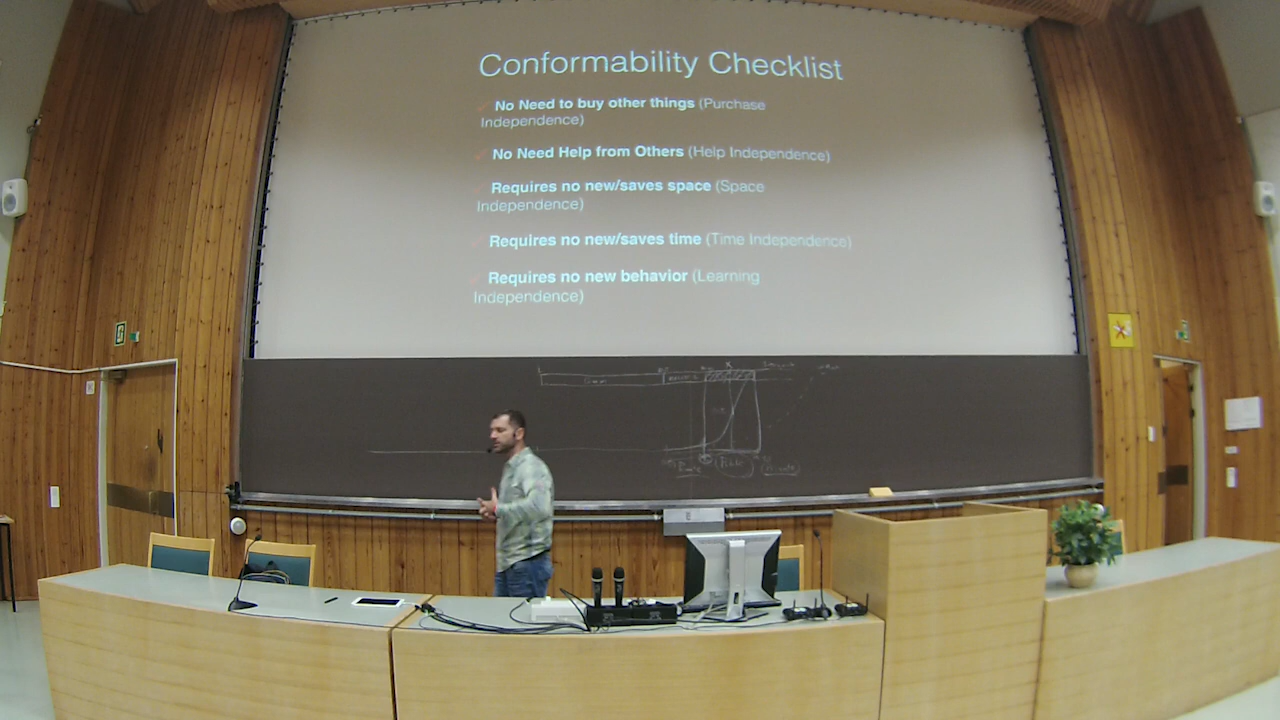 Conformability Checklist
No Need to buy other things (Purchase
Independence)
No Need Help from Others (Help Independence)
Requires no new/saves space (Space
Independence)
Requires no new/saves time (Time Independence)
Requires no new behavior (Learning
Independence)